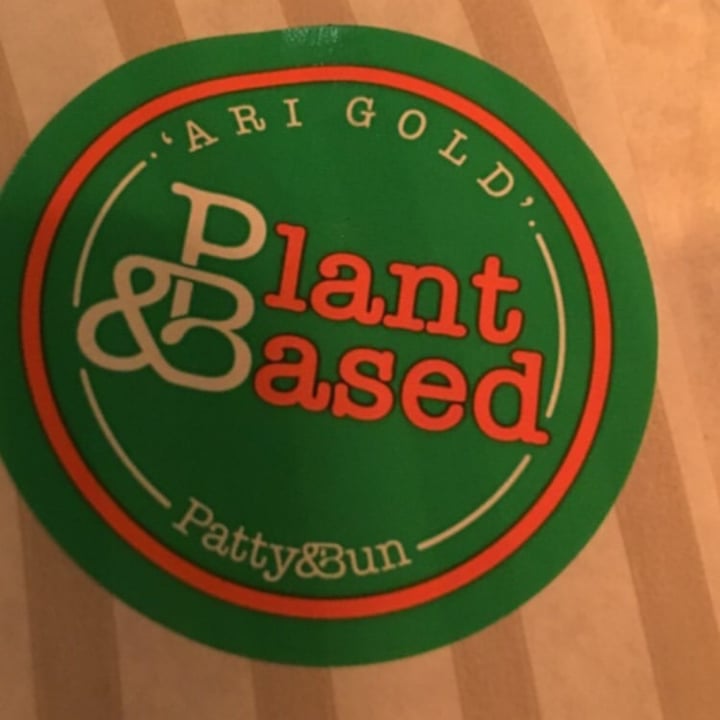 'ARI GOLD'
Plant
&Based
Patty&Bun